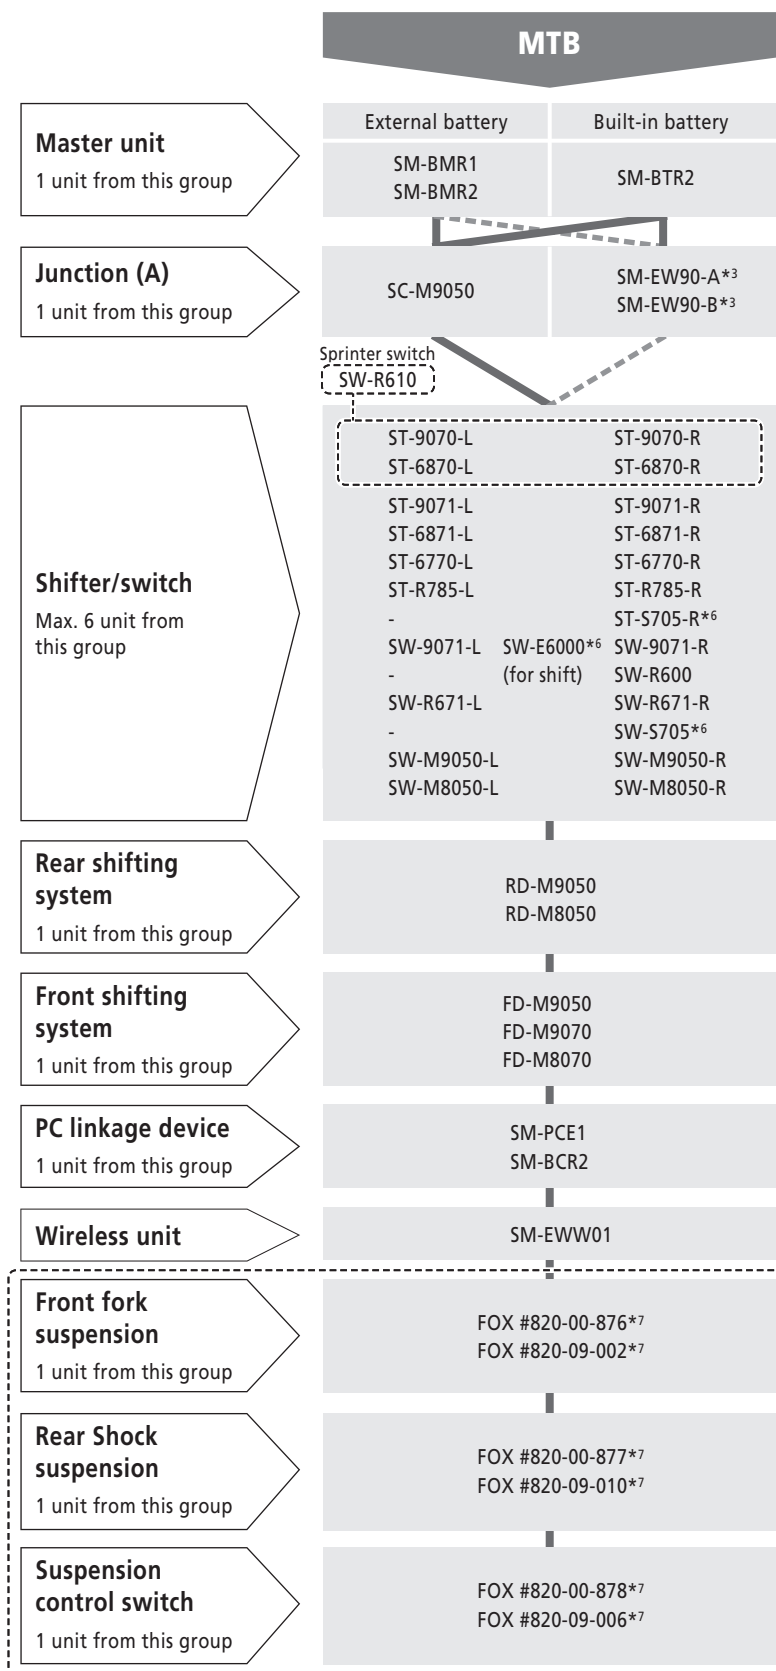 MTB
Master unit
1 unit from this group
External battery
Built-in battery
SM-BMR1
SM-BMR2
SM-BTR2
Junction (A)
1 unit from this group
SC-M9050
SM-EW90-A*3
SM-EW90-B*3
Sprinter switch
SW-R610
Shifter/switch
Max. 6 unit from
this group
ST-9070-L ST-9070-R
ST-6870-L ST-6870-R
ST-9071-L ST-9071-R
ST-6871-L ST-6871-R
ST-6770-L ST-6770-R
ST-R785-L ST-R785-R
- ST-S705-R*6
SW-9071-L SW-E6000*6 SW-9071-R
- (for shift) SW-R600
SW-R671-L SW-R671-R
- SW-S705*6
SW-M9050-L SW-M9050-R
SW-M8050-L SW-M8050-R
Rear shifting
system
1 unit from this group
RD-M9050
RD-M8050
Front shifting
system
1 unit from this group
FD-M9050
FD-M9070
FD-M8070
PC linkage device
1 unit from this group
SM-PCE1
SM-BCR2
Wireless unit
SM-EWW01
Front fork
suspension
1 unit from this group
FOX #820-00-876*7
FOX #820-09-002*7
Rear Shock
suspension
1 unit from this group
FOX #820-00-877*7
FOX #820-09-010*7
Suspension
control switch
1 unit from this group
FOX #820-00-878*7
FOX #820-09-006*7